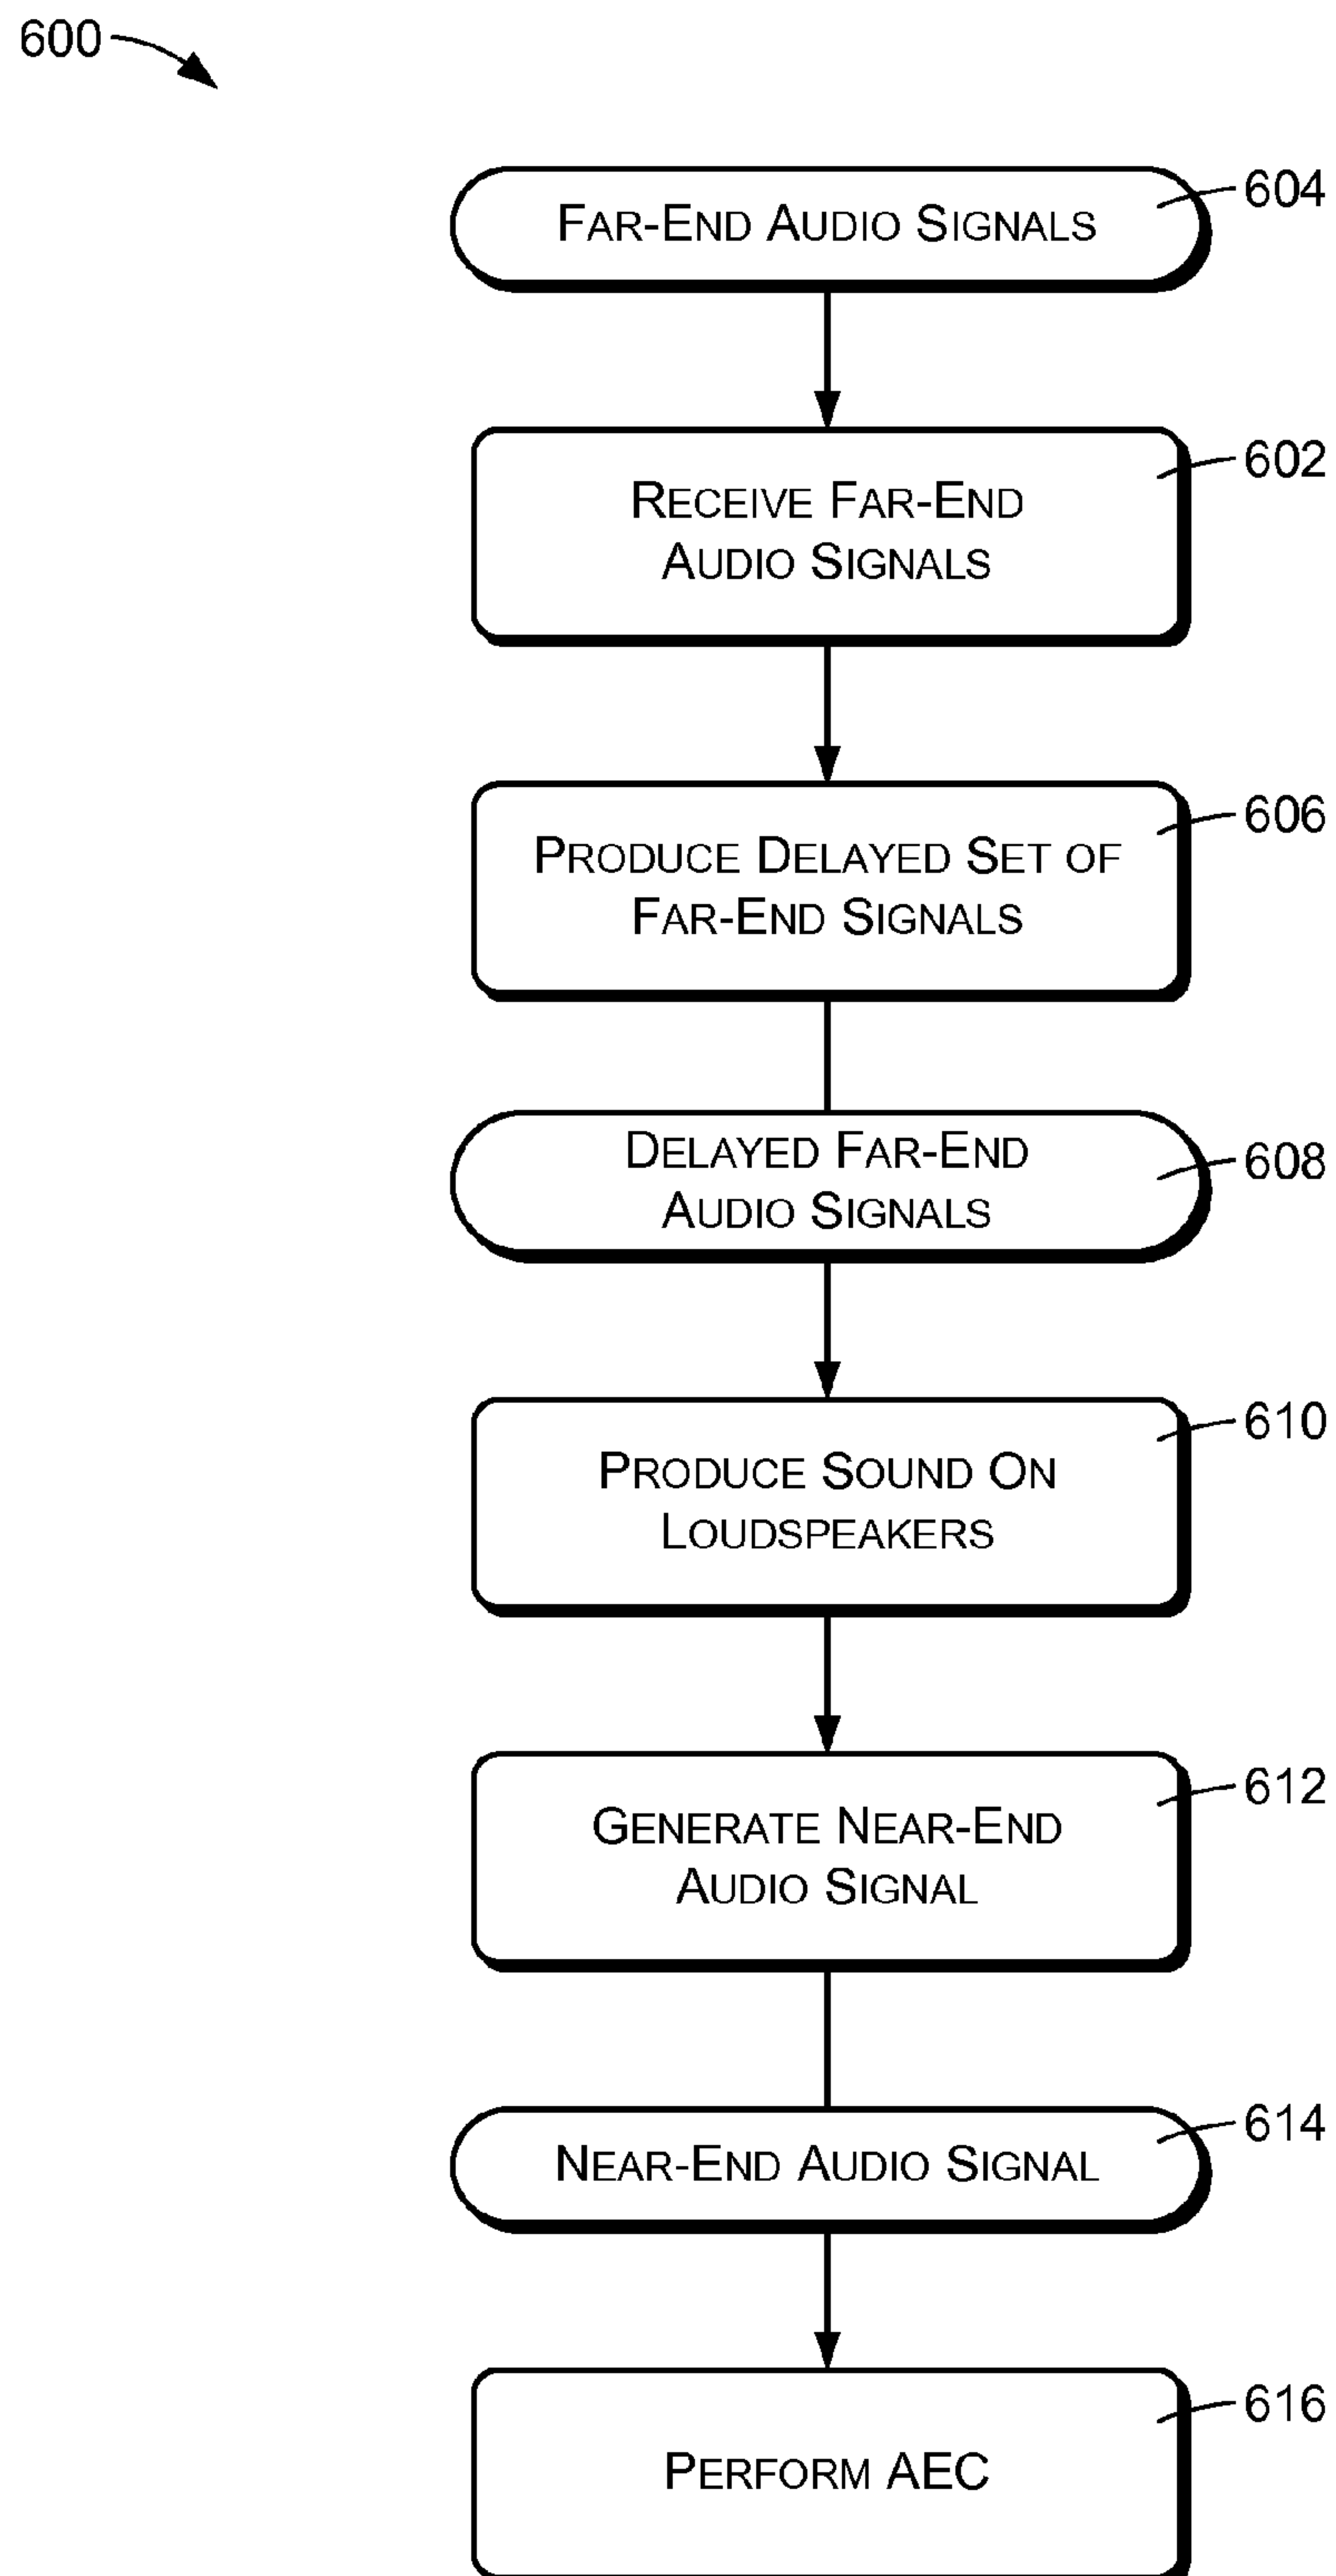 600
FAR-END AUDIO SIGNALS
604
RECEIVE FAR-END
AUDIO SIGNALS
602
PRODUCE DELAYED SET OF
FAR-END SIGNALS
606
DELAYED FAR-END
AUDIO SIGNALS
608
PRODUCE SOUND ON
LOUDSPEAKERS
610
GENERATE NEAR-END
AUDIO SIGNAL
612
NEAR-END AUDIO SIGNAL
614
PERFORM AEC
616